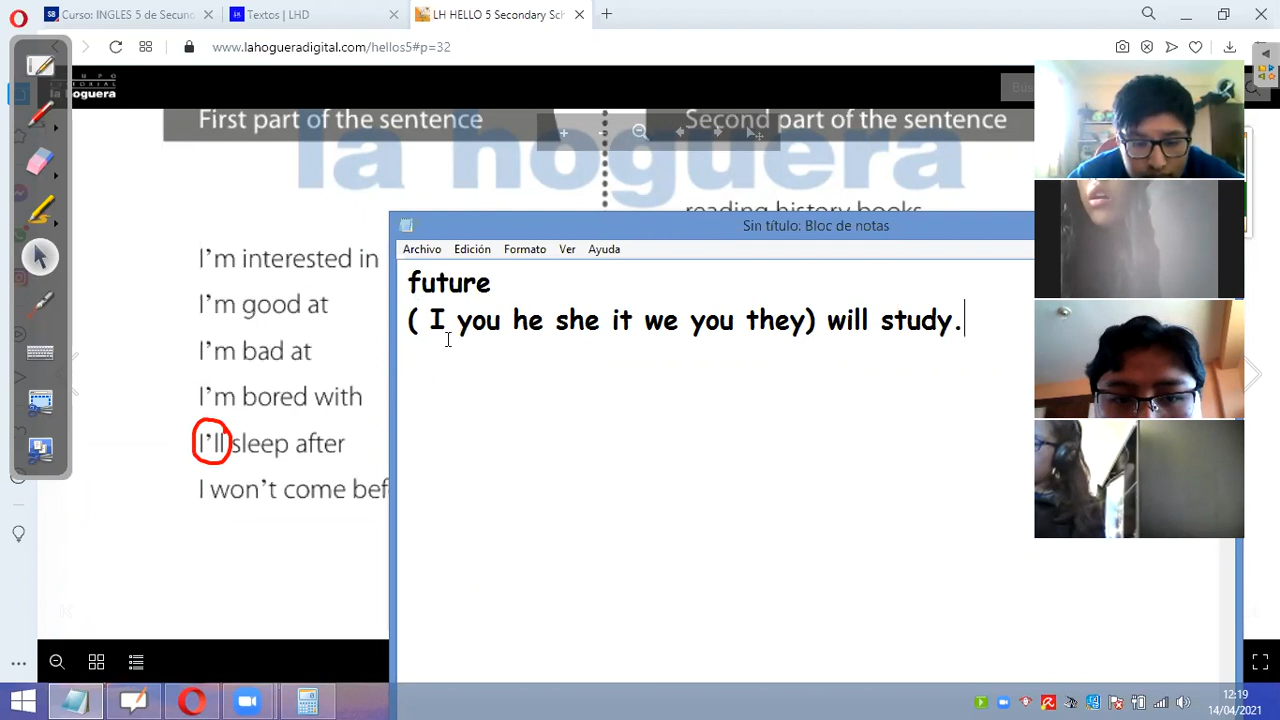 Curso: INGLES 5 de Secund
Textos | LHD
LH HELLO 5 Secondary Sch
www.lahogueradigital.com/hellos5#p=32
la hoguera
First part of the sentence
Second part of the sentence
la hoguera
reading history books
I'm interested in
I'm good at
I'm bad at
I'm bored with
I'll sleep after
I won't come bef
Sin título: Bloc de notas
Archivo Edición Formato Ver Ayuda
future
( I you he she it we you they) will study.
12:19
14/04/2021